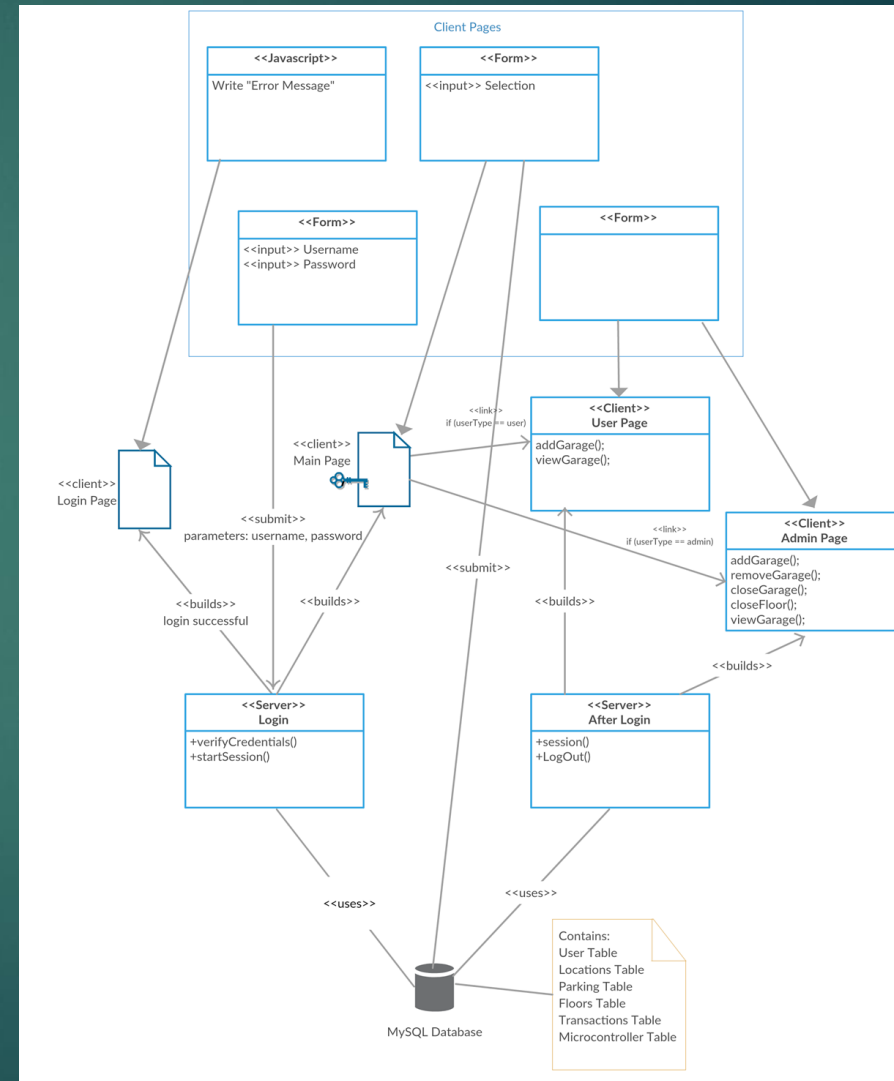 Client Pages
<<Javascript>>
Write "Error Message"
<<Form>>
<<input>> Selection
<<Form>>
<<input>> Username
<<input>> Password
<<Form>>
<<link>>
if (userType == user)
<<Client>>
User Page
addGarage();
viewGarage();
<<client>>
Main Page
<<client>>
Login Page
<<submit>>
parameters: username, password
<<link>>
if (userType == admin)
<<Client>>
Admin Page
addGarage();
removeGarage();
closeGarage();
closeFloor();
viewGarage();
<<submit>>
<<builds>>
login successful
<<builds>>
<<builds>>
<<builds>>
<<Server>>
Login
+verifyCredentials()
+startSession()
<<Server>>
After Login
+session()
+LogOut()
<<uses>>
<<uses>>
Contains:
User Table
Locations Table
Parking Table
Floors Table
Transactions Table
Microcontroller Table
MySQL Database